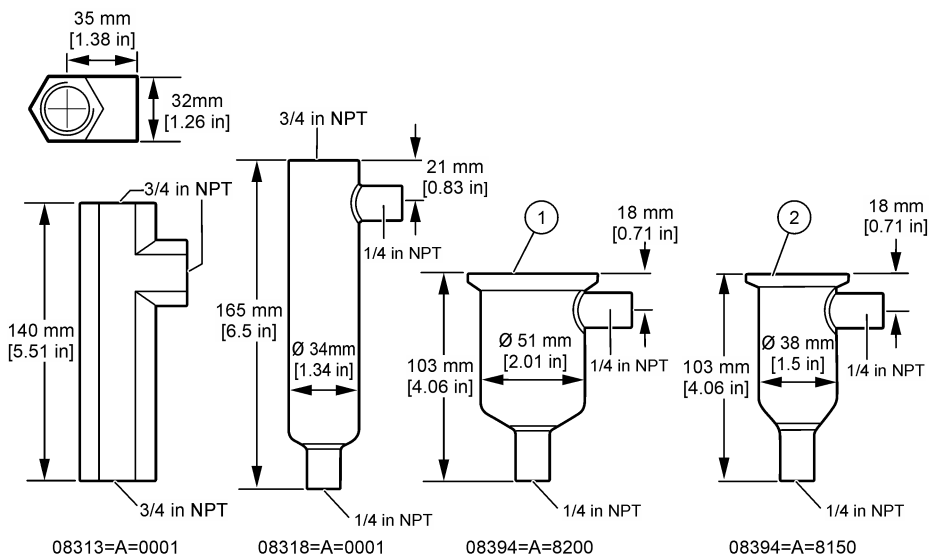 35 mm
[1.38 in]
32mm
[1.26 in]
3/4 in NPT
140 mm
[5.51 in]
3/4 in NPT
08313=A=0001
3/4 in NPT
21 mm
[0.83 in]
1/4 in NPT
165 mm
[6.5 in]
Ø 34mm
[1.34 in]
1/4 in NPT
08318=A=0001
1
18 mm
[0.71 in]
103 mm
[4.06 in]
Ø 51 mm
[2.01 in]
1/4 in NPT
1/4 in NPT
08394=A=8200
2
18 mm
[0.71 in]
103 mm
[4.06 in]
Ø 38 mm
[1.5 in]
1/4 in NPT
1/4 in NPT
08394=A=8150